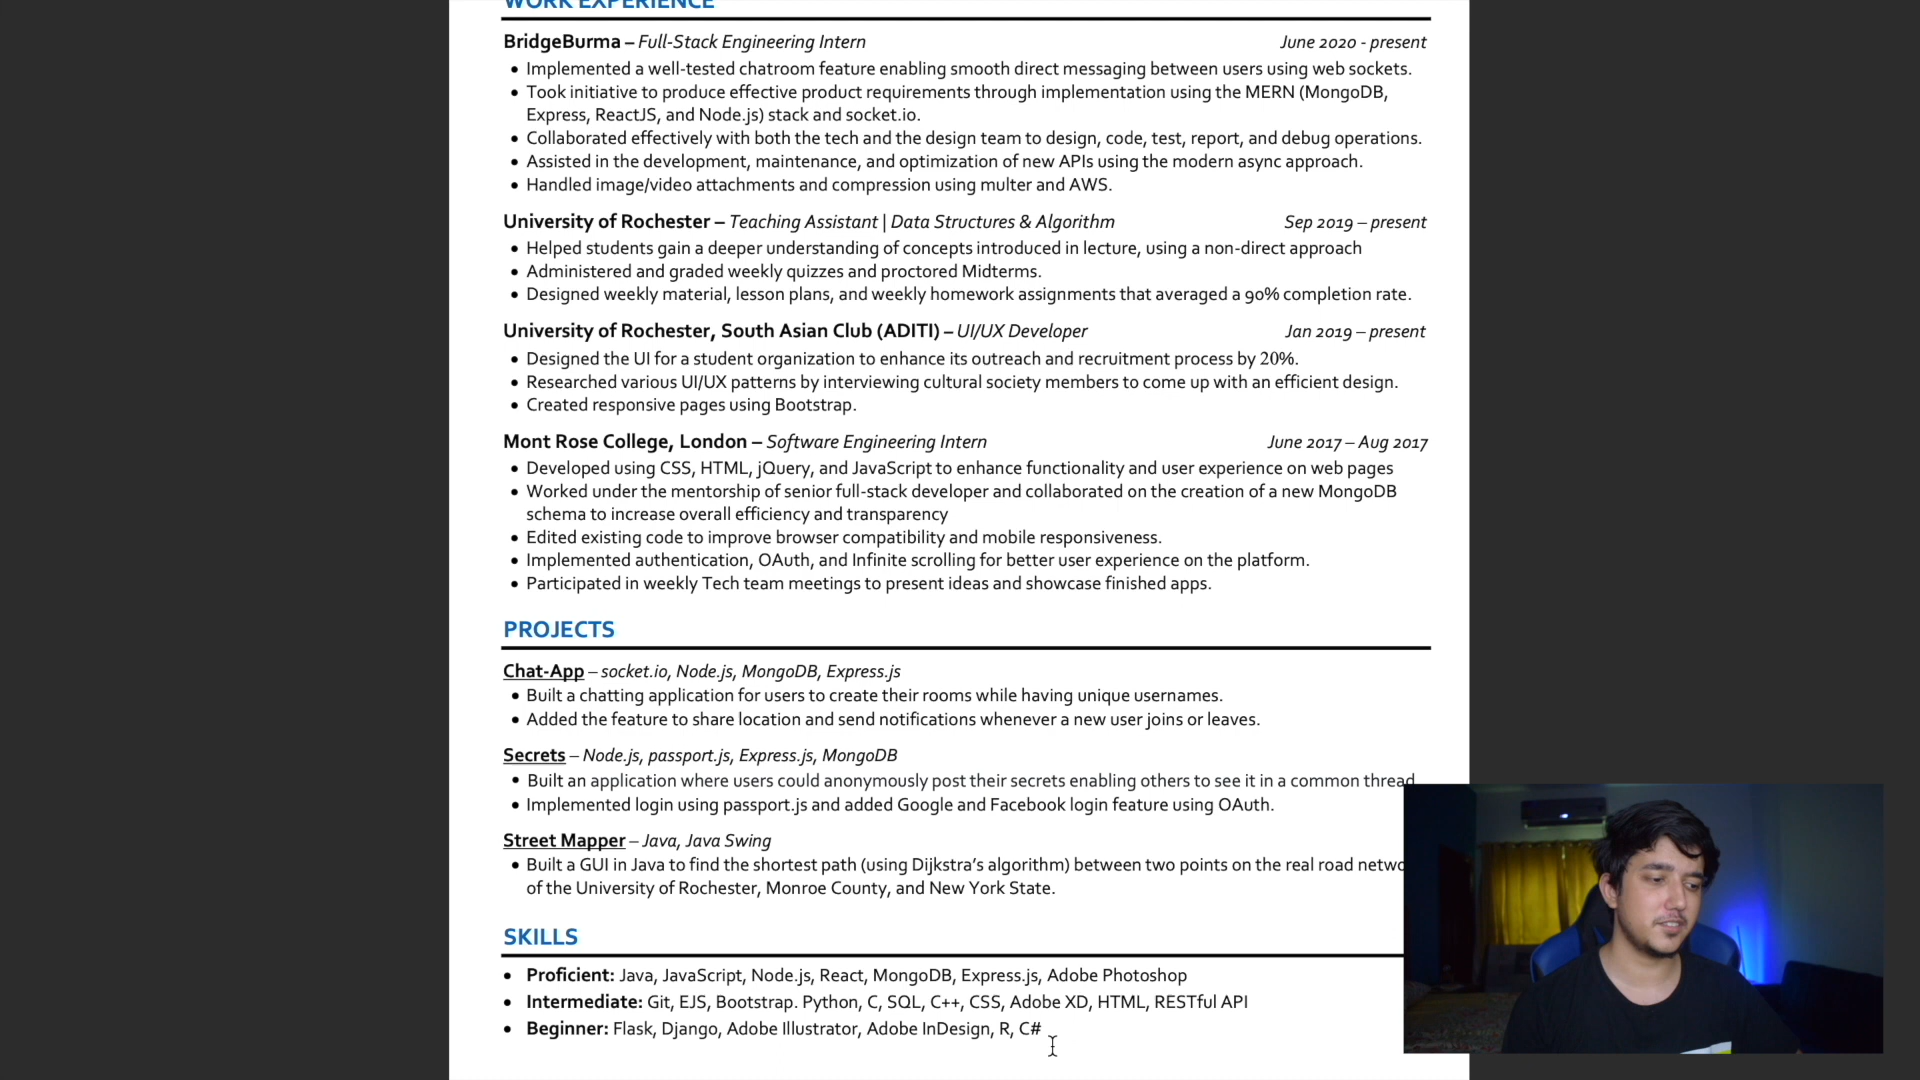 WORK EXPERIENCE
BridgeBurma – Full-Stack Engineering Intern June 2020 - present
• Implemented a well-tested chatroom feature enabling smooth direct messaging between users using web sockets.
• Took initiative to produce effective product requirements through implementation using the MERN (MongoDB,
Express, ReactJS, and Node.js) stack and socket.io.
• Collaborated effectively with both the tech and the design team to design, code, test, report, and debug operations.
• Assisted in the development, maintenance, and optimization of new APIs using the modern async approach.
• Handled image/video attachments and compression using multer and AWS.
University of Rochester – Teaching Assistant | Data Structures & Algorithm Sep 2019 – present
• Helped students gain a deeper understanding of concepts introduced in lecture, using a non-direct approach
• Administered and graded weekly quizzes and proctored Midterms.
• Designed weekly material, lesson plans, and weekly homework assignments that averaged a 90% completion rate.
University of Rochester, South Asian Club (ADITI) – UI/UX Developer Jan 2019 – present
• Designed the UI for a student organization to enhance its outreach and recruitment process by 20%.
• Researched various UI/UX patterns by interviewing cultural society members to come up with an efficient design.
• Created responsive pages using Bootstrap.
Mont Rose College, London – Software Engineering Intern June 2017 – Aug 2017
• Developed using CSS, HTML, jQuery, and JavaScript to enhance functionality and user experience on web pages
• Worked under the mentorship of senior full-stack developer and collaborated on the creation of a new MongoDB
schema to increase overall efficiency and transparency
• Edited existing code to improve browser compatibility and mobile responsiveness.
• Implemented authentication, OAuth, and Infinite scrolling for better user experience on the platform.
• Participated in weekly Tech team meetings to present ideas and showcase finished apps.
PROJECTS
Chat-App – socket.io, Node.js, MongoDB, Express.js
• Built a chatting application for users to create their rooms while having unique usernames.
• Added the feature to share location and send notifications whenever a new user joins or leaves.
Secrets – Node.js, passport.js, Express.js, MongoDB
• Built an application where users could anonymously post their secrets enabling others to see it in a common thread
• Implemented login using passport.js and added Google and Facebook login feature using OAuth.
Street Mapper – Java, Java Swing
• Built a GUI in Java to find the shortest path (using Dijkstra's algorithm) between two points on the real road netwo
of the University of Rochester, Monroe County, and New York State.
SKILLS
• Proficient: Java, JavaScript, Node.js, React, MongoDB, Express.js, Adobe Photoshop
• Intermediate: Git, EJS, Bootstrap. Python, C, SQL, C++, CSS, Adobe XD, HTML, RESTful API
• Beginner: Flask, Django, Adobe Illustrator, Adobe InDesign, R, C#